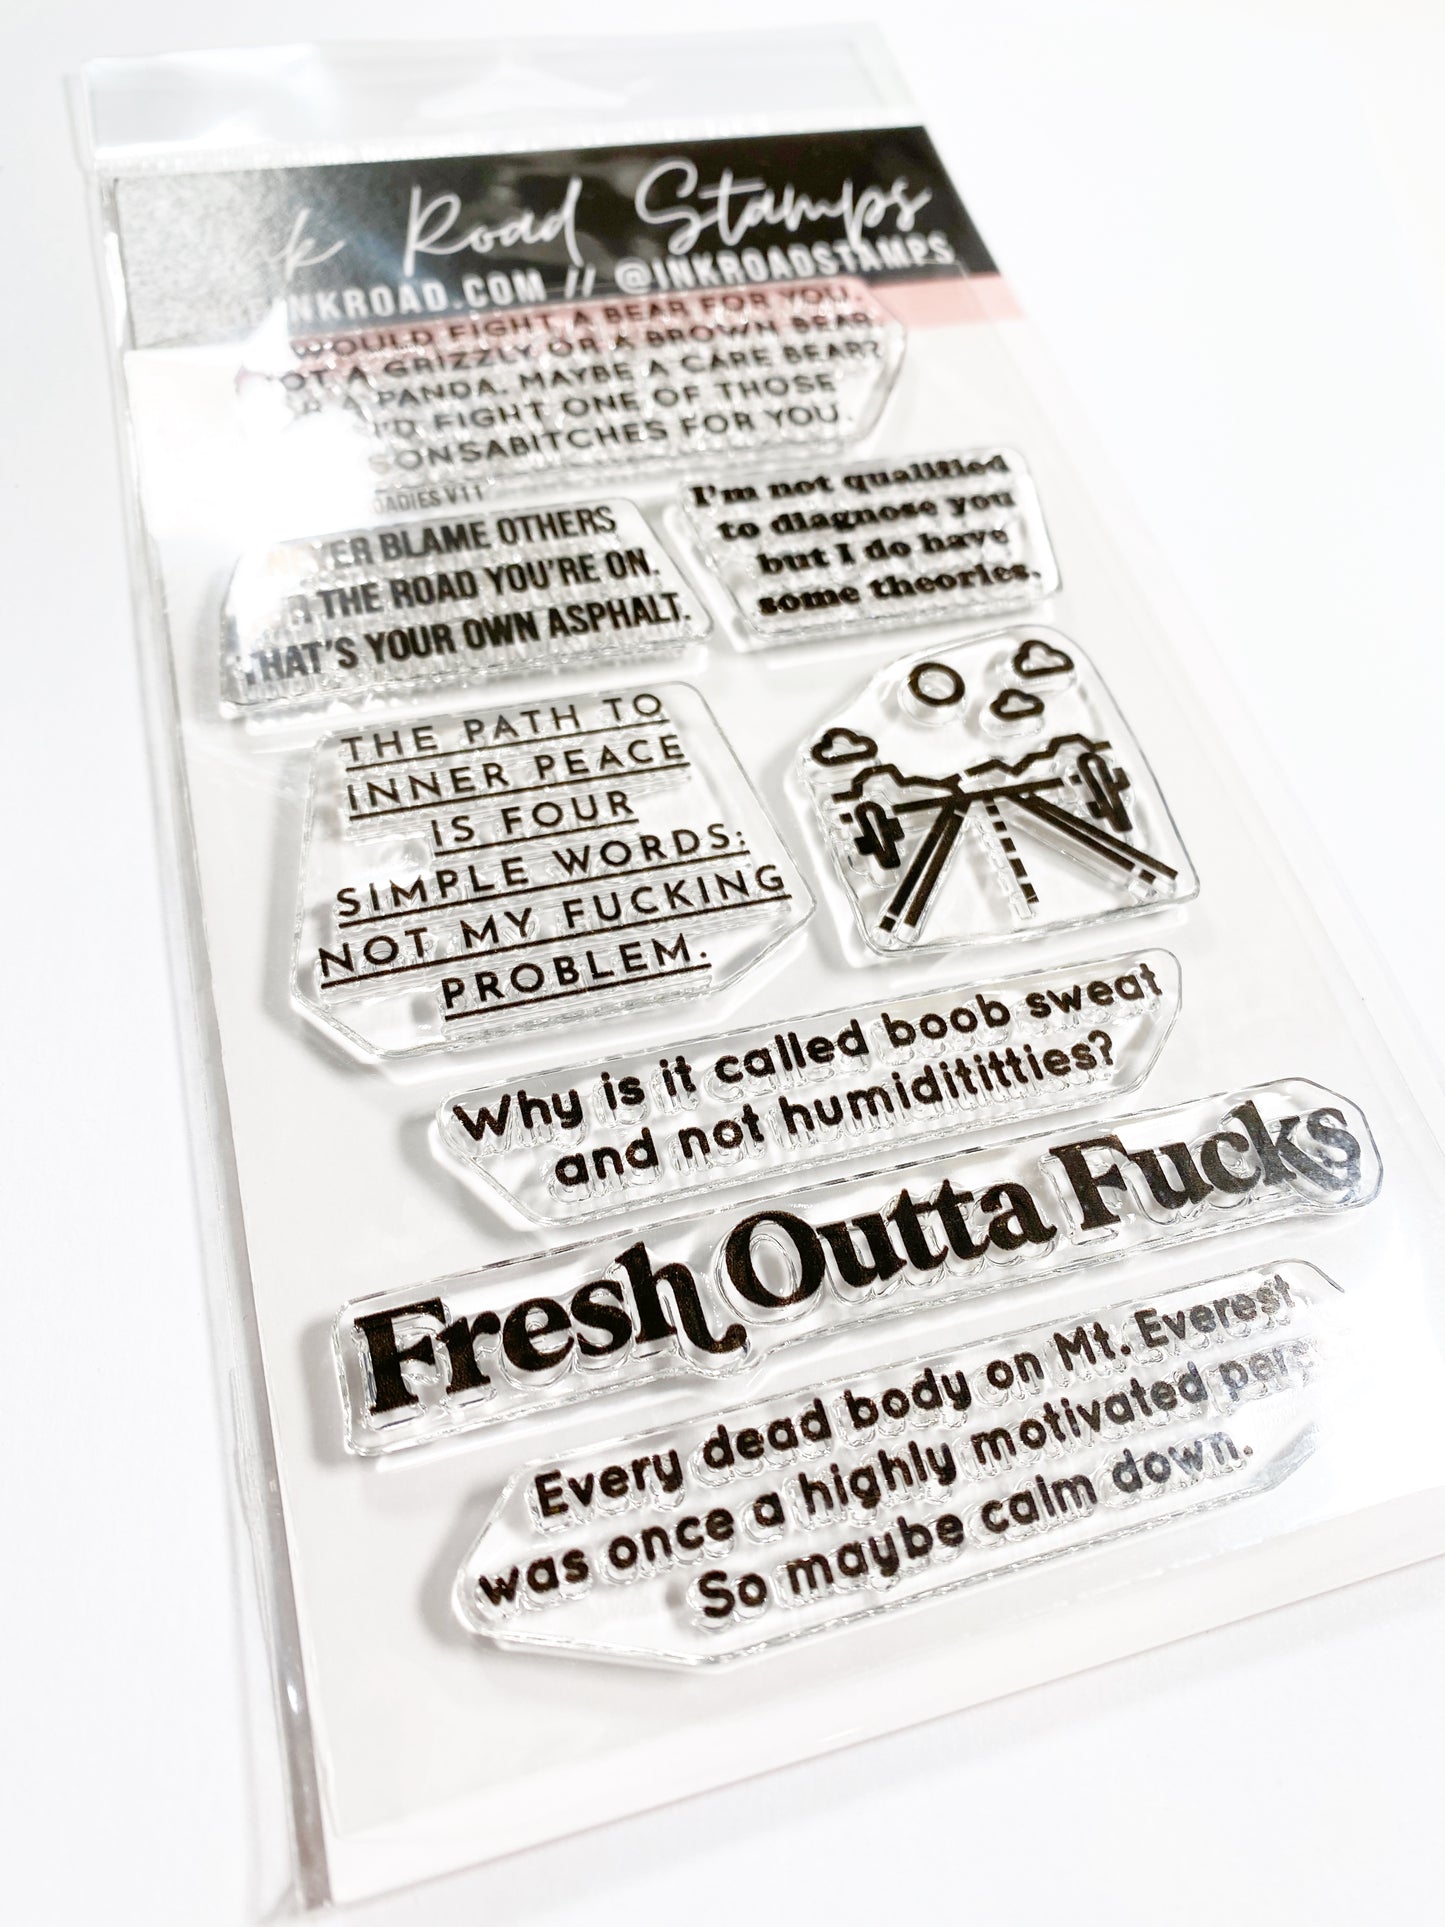 Road Stamps
INKROAD.COM // @INKROADSTAMPS
WOULD FIGHT A BEAR FOR YOU.
A GRIZZLY OR A BROWN BEAR.
A PANDA. MAYBE A CARE BEAR?
I'D FIGHT ONE OF THOSE
SONSABITCHES FOR YOU.
V11
BLAME OTHERS
THE ROAD YOU'RE ON.
THAT'S YOUR OWN ASPHALT.
I'm not qualified
to diagnose you
but I do have
some theories.
THE PATH TO
INNER PEACE
IS FOUR
SIMPLE WORDS:
NOT MY FUCKING
PROBLEM.
Why is it called boob sweat
and not humidititties?
Fresh Outta Fucks
Every dead body on Mt. Everest
was once a highly motivated
So maybe calm down.